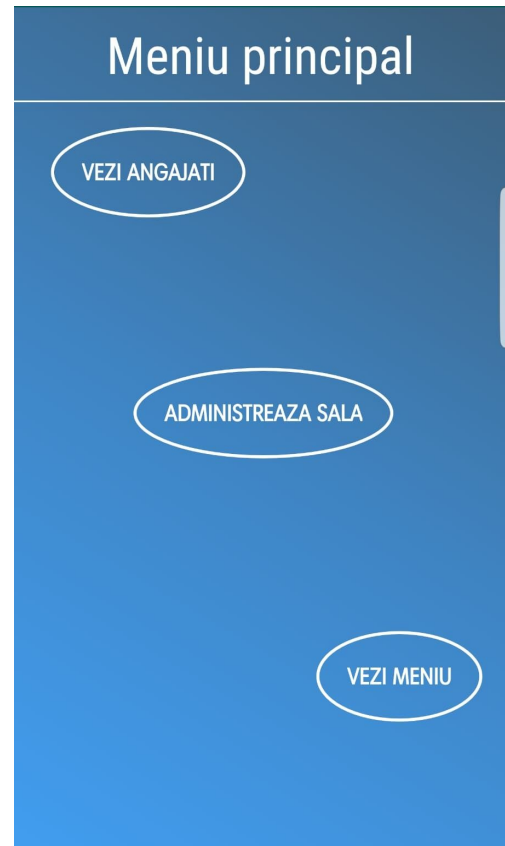 Meniu principal
VEZI ANGAJATI
ADMINISTREAZA SALA
VEZI MENIU